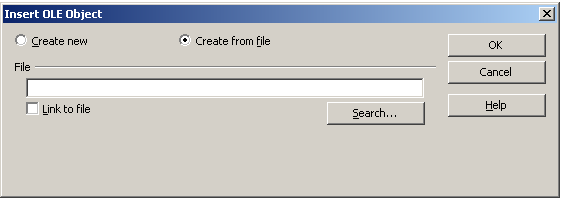 Insert OLE Object
Create new
Create from file
OK
File
Cancel
Link to file
Search...
Help